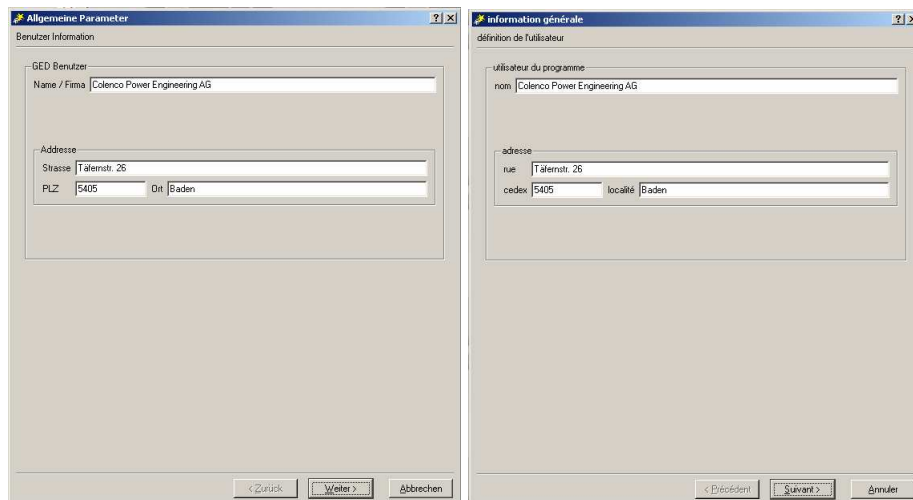 Allgemeine Parameter
Benutzer Information
GED Benutzer
Name / Firma Colenco Power Engineering AG
Addresse
Strasse Täfernstr. 26
PLZ 5405 Ort Baden
< Zurück Weiter > Abbrechen
information générale
définition de l'utilisateur
utilisateur du programme
nom Colenco Power Engineering AG
adresse
rue Täfernstr. 26
cedex 5405 localité Baden
< Précédent Suivant > Annuler